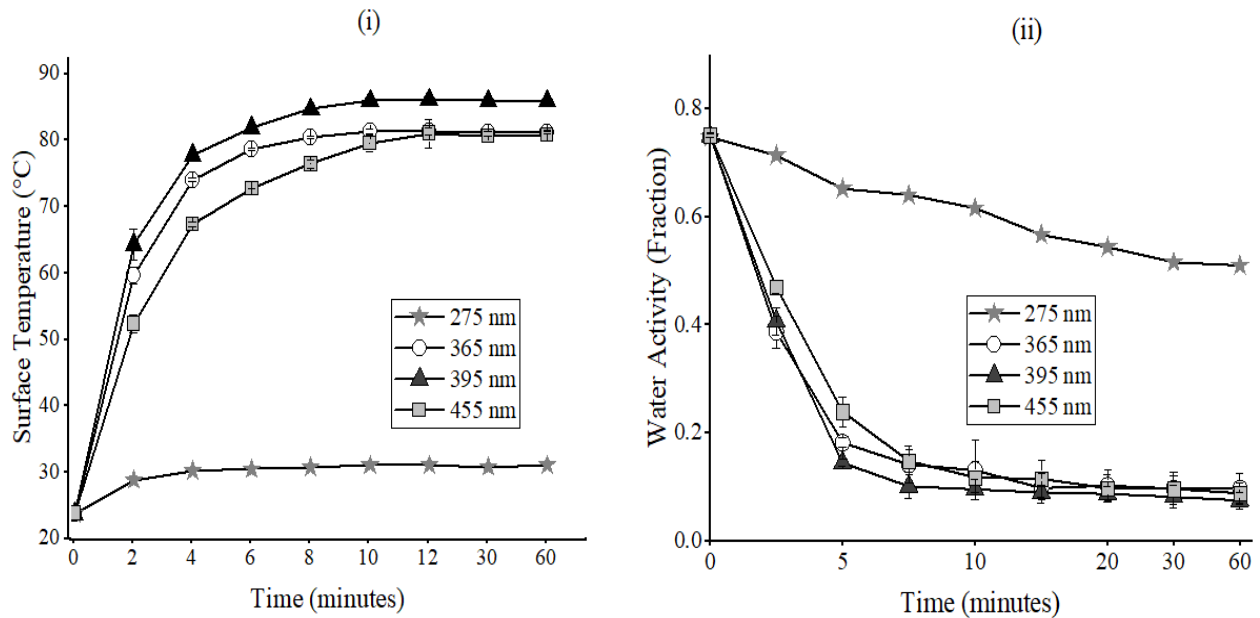 (i)
90
80
70
60
50
40
30
20
Surface Temperature (°C)
275 nm
365 nm
395 nm
455 nm
0 2 4 6 8 10 12 30 60
Time (minutes)
(ii)
0.8
0.6
0.4
0.2
0.0
Water Activity (Fraction)
275 nm
365 nm
395 nm
455 nm
0 5 10 20 30 60
Time (minutes)